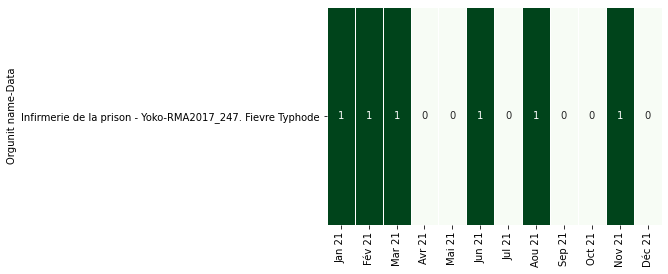 Orgunit name-Data
Infirmerie de la prison - Yoko-RMA2017_247. Fievre Typhode
1 1 1 0 0 1 0 1 0 0 1 0
Jan 21 Fév 21 Mar 21 Avr 21 Mai 21 Jun 21 Jul 21 Aou 21 Sep 21 Oct 21 Nov 21 Déc 21